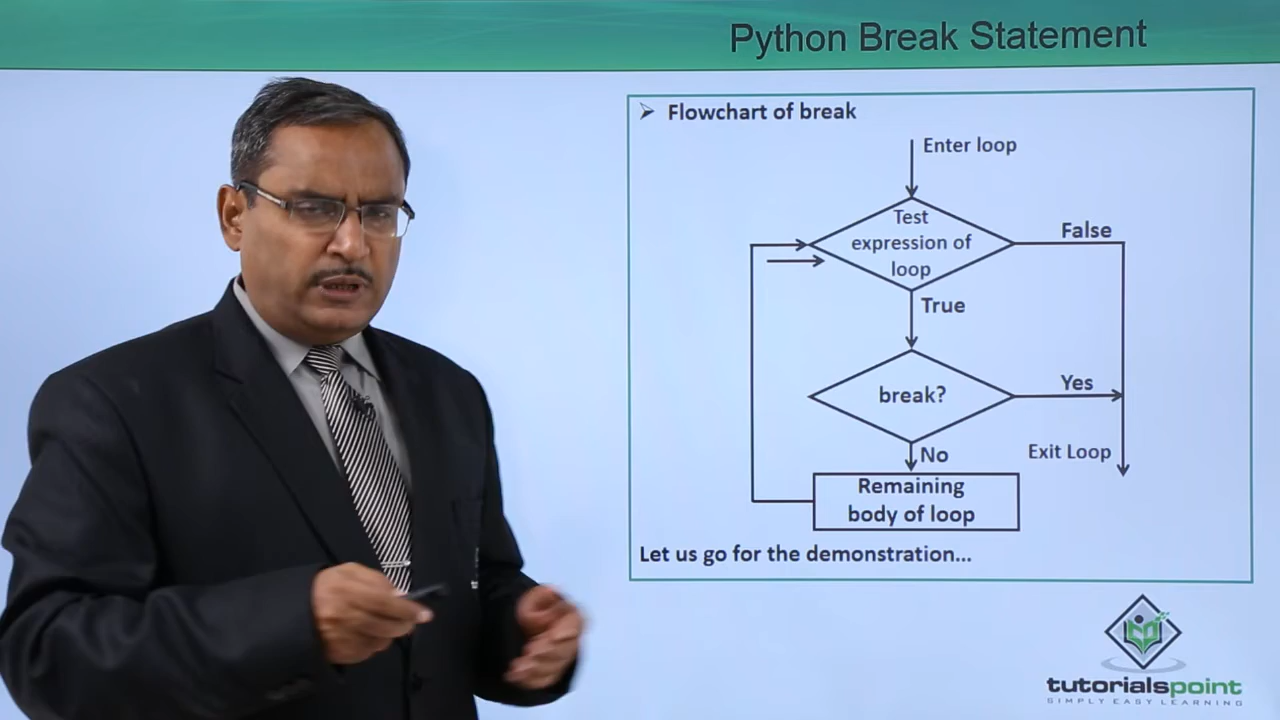 Python Break Statement
Flowchart of break
Enter loop
Test
expression of
loop
False
True
break?
Yes
No
Exit Loop
Remaining
body of loop
Let us go for the demonstration...
tutorialspoint
SIMPLY EASY LEARNING